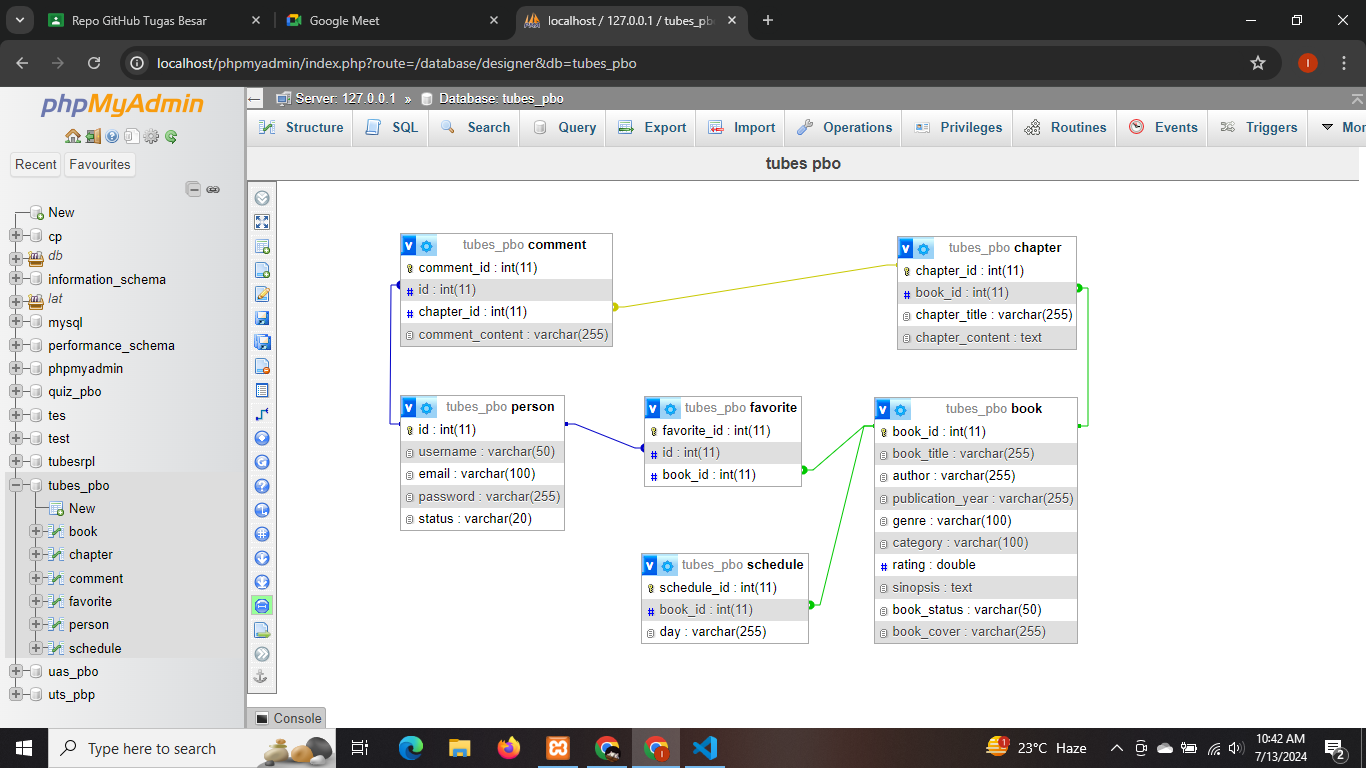 Repo GitHub Tugas Besar
Google Meet
localhost / 127.0.0.1 / tubes_pb
localhost/phpmyadmin/index.php?route=/database/designer&db=tubes_pbo
I
phpMyAdmin
Recent
Favourites
New
cp
db
information_schema
lat
mysql
performance_schema
phpmyadmin
quiz_pbo
tes
test
tubesrpl
tubes_pbo
New
book
chapter
comment
favorite
person
schedule
uas_pbo
uts_pbp
Server: 127.0.0.1 » Database: tubes_pbo
Structure
SQL
Search
Query
Export
Import
Operations
Privileges
Routines
Events
Triggers
Mor
tubes pbo
V tubes_pbo comment
comment_id : int(11)
# id : int(11)
# chapter_id : int(11)
comment_content : varchar(255)
V tubes_pbo chapter
chapter_id : int(11)
# book_id : int(11)
chapter_title : varchar(255)
chapter_content : text
V tubes_pbo person
id : int(11)
username : varchar(50)
email : varchar(100)
password : varchar(255)
status : varchar(20)
V tubes_pbo favorite
favorite_id : int(11)
# id : int(11)
# book_id : int(11)
V tubes_pbo book
book_id : int(11)
book_title : varchar(255)
author : varchar(255)
publication_year : varchar(255)
genre : varchar(100)
category : varchar(100)
# rating : double
sinopsis : text
book_status : varchar(50)
book_cover : varchar(255)
V tubes_pbo schedule
schedule_id : int(11)
# book_id : int(11)
day : varchar(255)
Console
Type here to search
1
23°C Haze
10:42 AM
7/13/2024
2